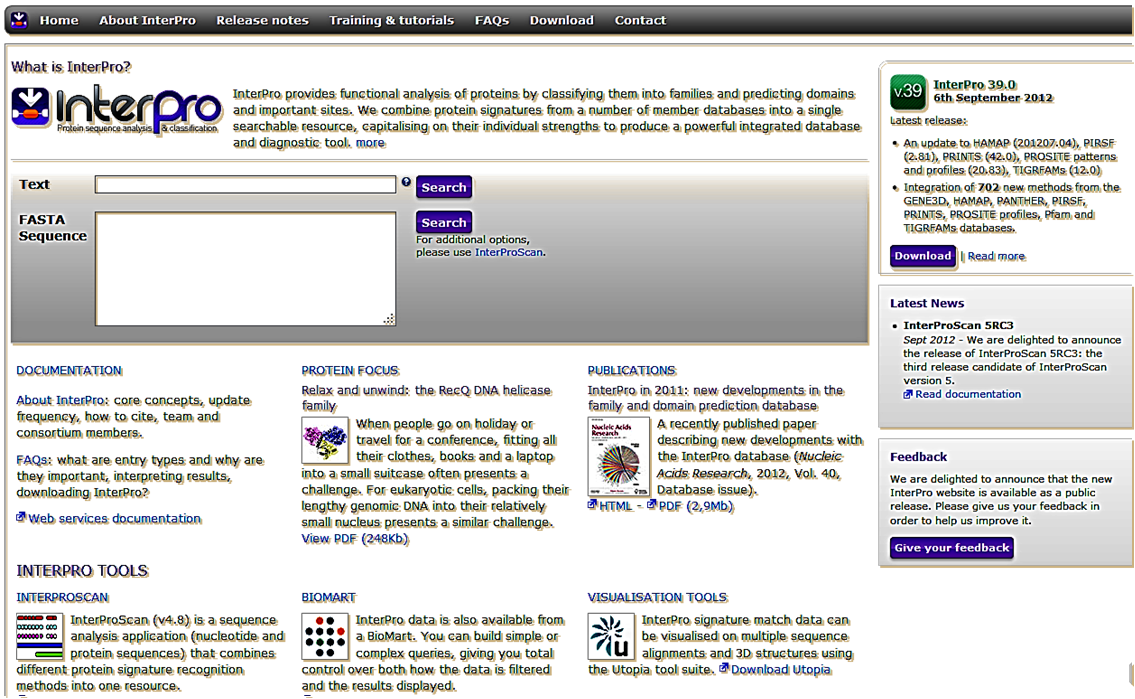 Home About InterPro Release notes Training & tutorials FAQs Download Contact
What is InterPro?
InterPro
Protein sequence analysis & classification
InterPro provides functional analysis of proteins by classifying them into families and predicting domains
and important sites. We combine protein signatures from a number of member databases into a single
searchable resource, capitalising on their individual strengths to produce a powerful integrated database
and diagnostic tool. more
Text
?
Search
FASTA
Sequence
Search
For additional options,
please use InterProScan.
DOCUMENTATION
About InterPro: core concepts, update
frequency, how to cite, team and
consortium members.
FAQs: what are entry types and why are
they important, interpreting results,
downloading InterPro?
Web services documentation
PROTEIN FOCUS
Relax and unwind: the RecQ DNA helicase
family
When people go on holiday or
travel for a conference, fitting all
their clothes, books and a laptop
into a small suitcase often presents a
challenge. For eukaryotic cells, packing their
lengthy genomic DNA into their relatively
small nucleus presents a similar challenge.
View PDF (248Kb)
PUBLICATIONS
InterPro in 2011: new developments in the
family and domain prediction database
Nucleic Acids
Research
A recently published paper
describing new developments with
the InterPro database (Nucleic
Acids Research, 2012, Vol. 40,
Database issue).
HTML - PDF (2,9Mb)
INTERPRO TOOLS
INTERPROSCAN
InterProScan (v4.8) is a sequence
analysis application (nucleotide and
protein sequences) that combines
different protein signature recognition
methods into one resource.
BIOMART
InterPro data is also available from
a BioMart. You can build simple or
complex queries, giving you total
control over both how the data is filtered
and the results displayed.
VISUALISATION TOOLS
u
InterPro signature match data can
be visualised on multiple sequence
alignments and 3D structures using
the Utopia tool suite. Download Utopia
v39
InterPro 39.0
6th September 2012
Latest release:
• An update to HAMAP (201207.04), PIRSF
(2.81), PRINTS (42.0), PROSITE patterns
and profiles (20.83), TIGRFAMs (12.0)
• Integration of 702 new methods from the
GENE3D, HAMAP, PANTHER, PIRSF,
PRINTS, PROSITE profiles, Pfam and
TIGRFAMs databases.
Download | Read more
Latest News
• InterProScan 5RC3
Sept 2012 - We are delighted to announce
the release of InterProScan 5RC3: the
third release candidate of InterProScan
version 5.
Read documentation
Feedback
We are delighted to announce that the new
InterPro website is available as a public
release. Please give us your feedback in
order to help us improve it.
Give your feedback